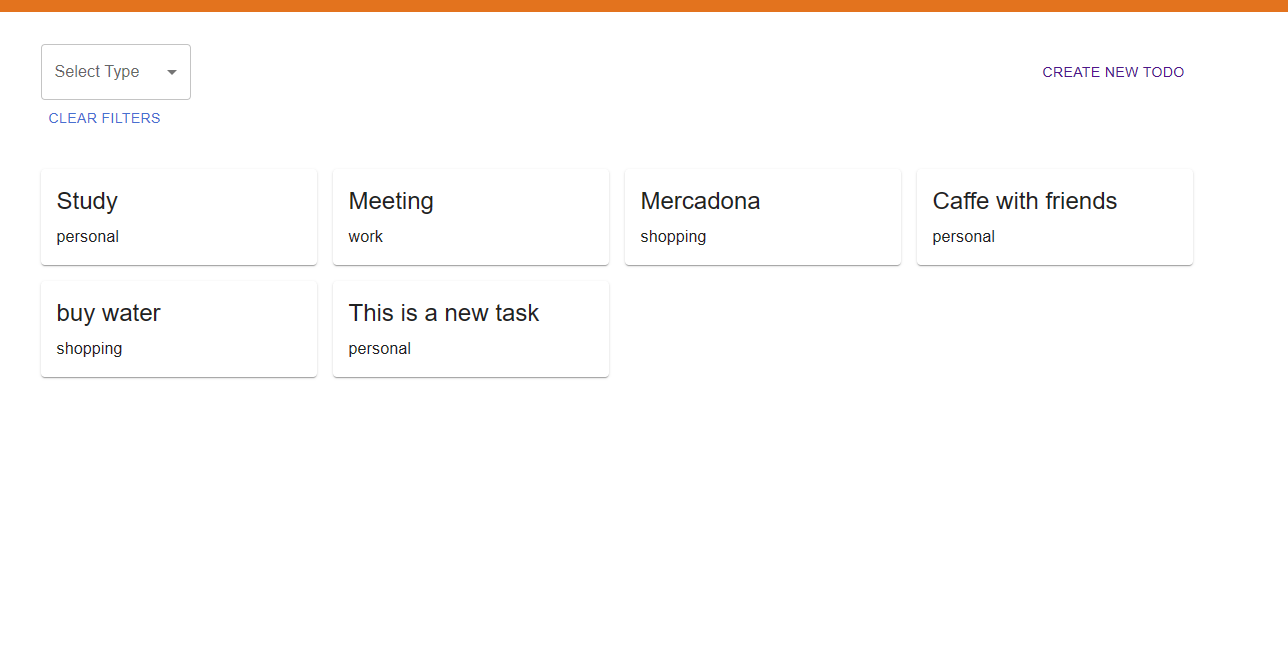 Select Type
CREATE NEW TODO
CLEAR FILTERS
Study
personal
Meeting
work
Mercadona
shopping
Caffe with friends
personal
buy water
shopping
This is a new task
personal